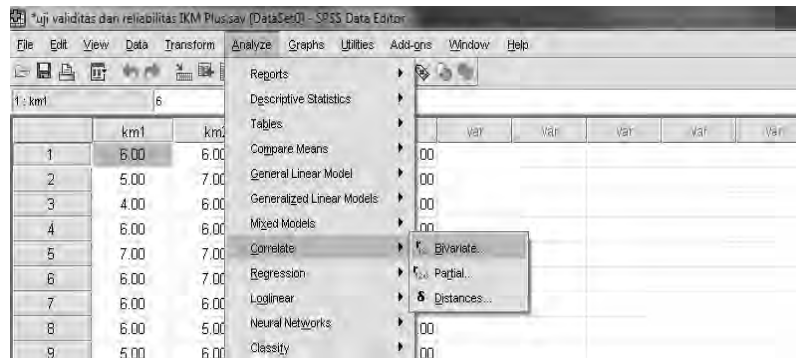 *uji validitas dan reliabilitas IKM Plus.sav [DataSet0] - SPSS Data Editor
File Edit View Data Transform Analyze Graphs Utilities Add-ons Window Help
1 : km1 6
km1 km2 var var var var var
1 6.00 6.00 .00
2 5.00 7.00 .00
3 4.00 6.00 .00
4 6.00 6.00
5 7.00 7.00
6 6.00 7.00
7 6.00 6.00
8 6.00 5.00 .00
9 5.00 6.00 .00
Reports
Descriptive Statistics
Tables
Compare Means
General Linear Model
Generalized Linear Models
Mixed Models
Correlate
Regression
Loglinear
Neural Networks
Classify
Bivariate...
Partial...
δ Distances...